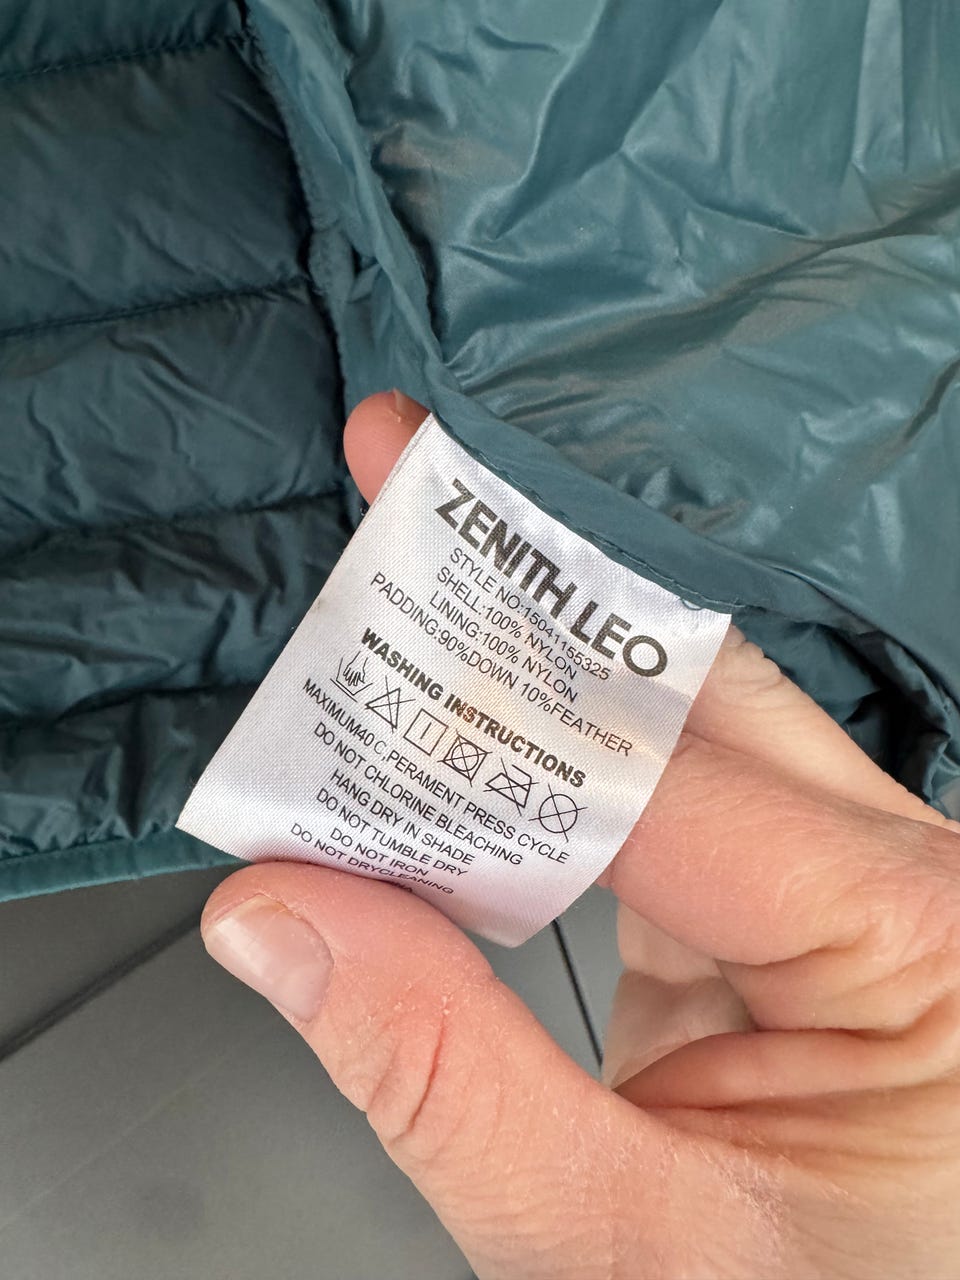 ZENITH LEO
STYLE NO:15041155325
SHELL:100% NYLON
LINING:100% NYLON
PADDING:90%DOWN 10%FEATHER
WASHING INSTRUCTIONS
MAXIMUM40 C,PERAMENT PRESS CYCLE
DO NOT CHLORINE BLEACHING
HANG DRY IN SHADE
DO NOT TUMBLE DRY
DO NOT IRON
DO NOT DRYCLEANING